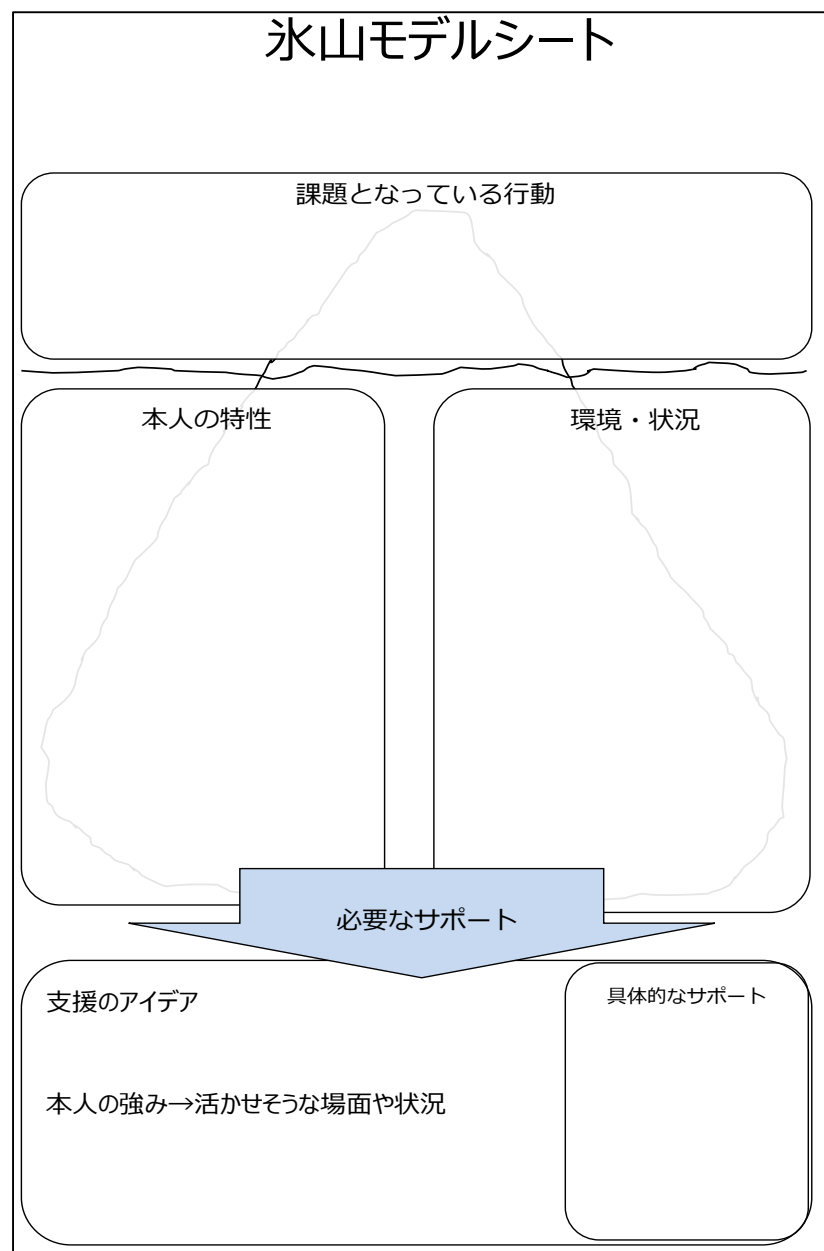 氷山モデルシート
課題となっている行動
本人の特性
環境・状況
必要なサポート
支援のアイデア
具体的なサポート
本人の強み→活かせそうな場面や状況